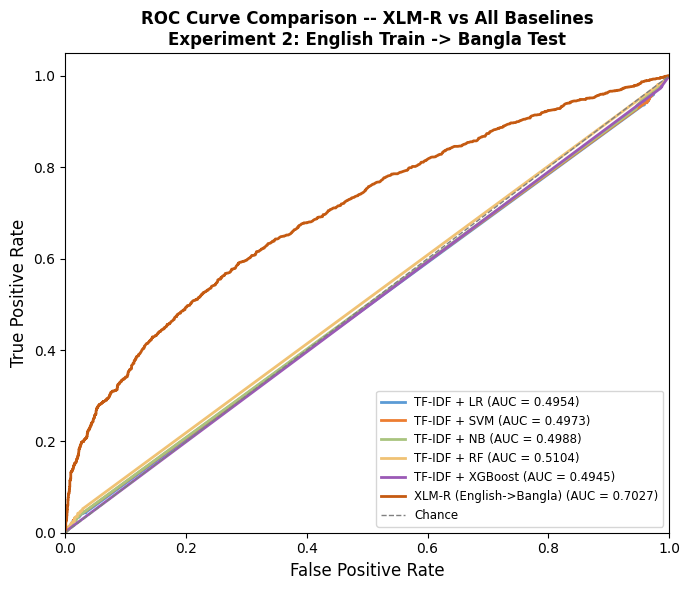 ROC Curve Comparison -- XLM-R vs All Baselines
Experiment 2: English Train -> Bangla Test
True Positive Rate
1.0
0.8
0.6
0.4
0.2
0.0
TF-IDF + LR (AUC = 0.4954)
TF-IDF + SVM (AUC = 0.4973)
TF-IDF + NB (AUC = 0.4988)
TF-IDF + RF (AUC = 0.5104)
TF-IDF + XGBoost (AUC = 0.4945)
XLM-R (English->Bangla) (AUC = 0.7027)
Chance
0.0 0.2 0.4 0.6 0.8 1.0
False Positive Rate